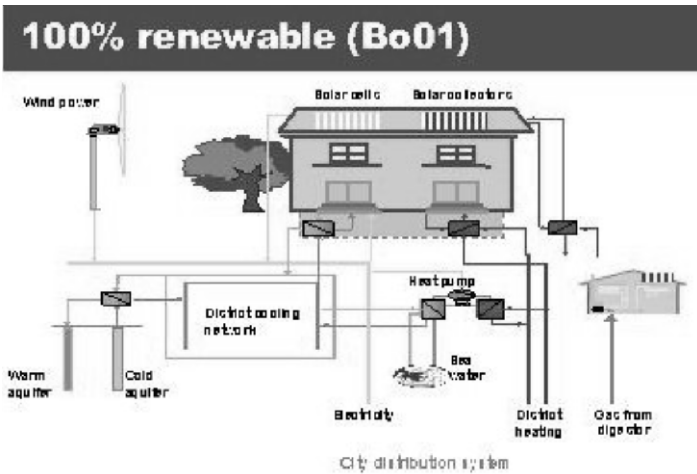 100% renewable (Bo01)
Solar cells
Solar collectors
Wind power
Heat pump
District cooling
network
Warm
aquifer
Cold
aquifer
Sea
water
Electricity
District
heating
Gas from
digestor
City distribution system